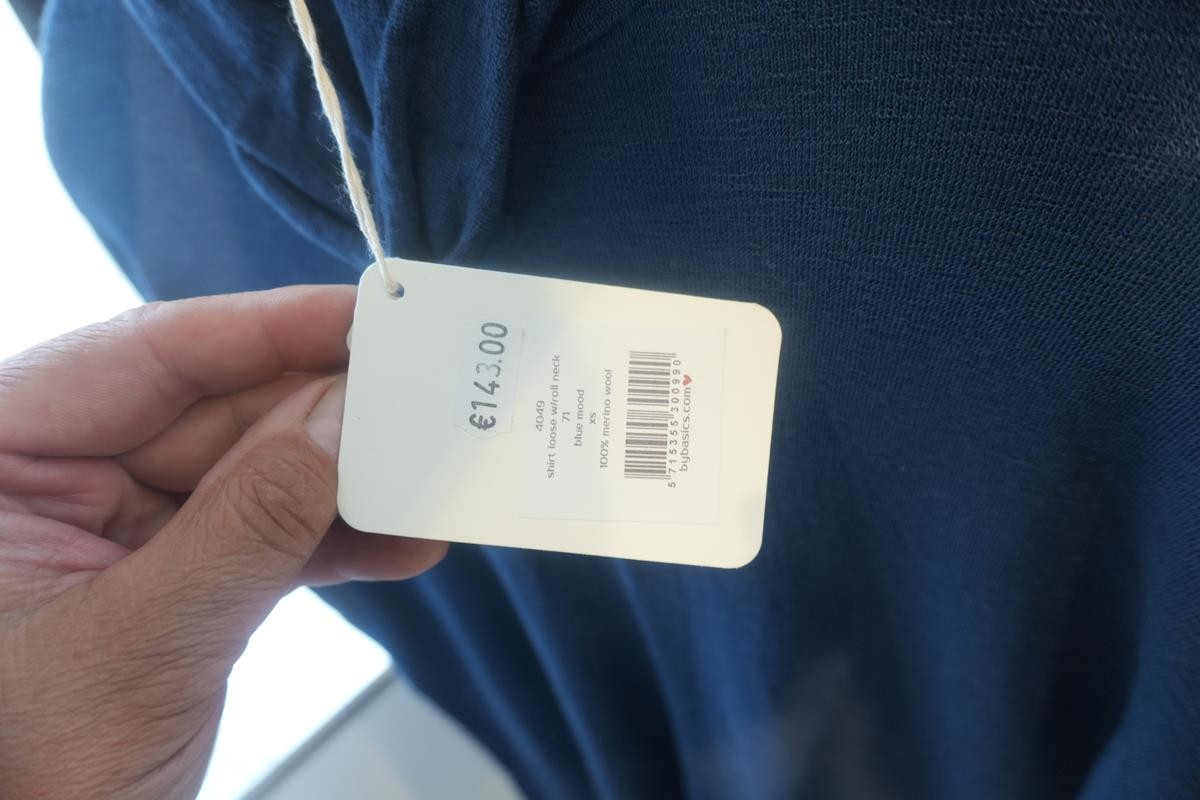 €143.00
4049
shirt loose w/roll neck
71
blue mood
xs
100% merino wool
5 715355 300990
bybasics.com